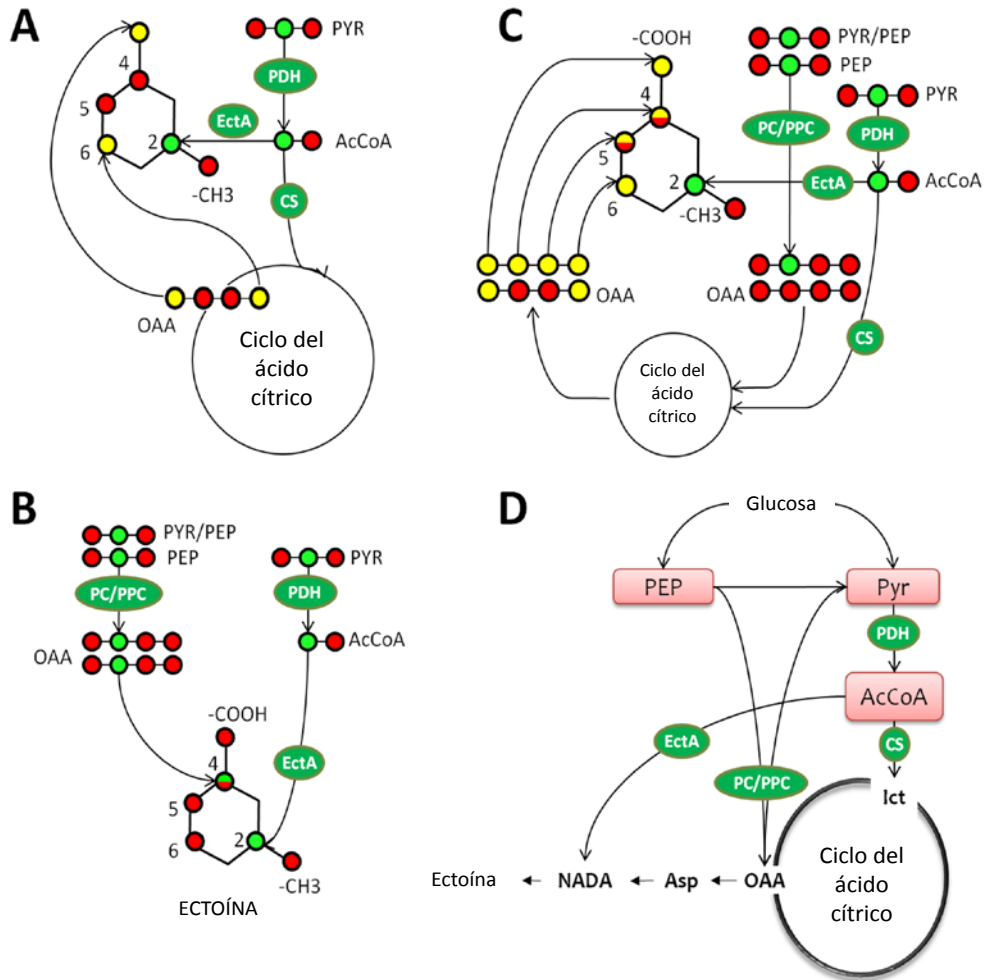 A
PYR
4
PDH
5
EctA
2
6
AcCoA
-CH3
CS
OAA
Ciclo del
ácido
cítrico
C
-COOH
PYR/PEP
PEP
4
PYR
PC/PPC
PDH
5
2
EctA
AcCoA
6
-CH3
OAA
OAA
CS
Ciclo del
ácido
cítrico
B
PYR/PEP
PEP
PYR
PC/PPC
PDH
OAA
AcCoA
-COOH
4
EctA
5
6
2
-CH3
ECTOÍNA
D
Glucosa
PEP
Pyr
PDH
AcCoA
EctA
CS
PC/PPC
Ict
Ciclo del
ácido
cítrico
Ectoína
NADA
Asp
OAA